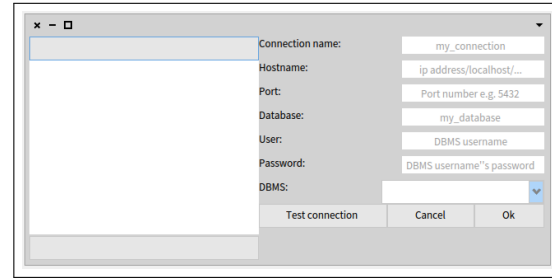 Connection name: my_connection
Hostname: ip address/localhost/...
Port: Port number e.g. 5432
Database: my_database
User: DBMS username
Password: DBMS username"s password
DBMS:
Test connection Cancel Ok